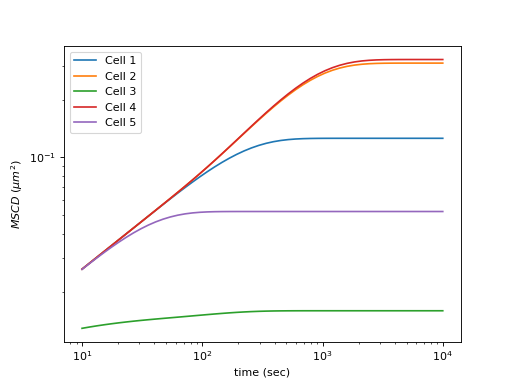 Cell 1
Cell 2
Cell 3
Cell 4
Cell 5
10⁻¹
MSCD (μm²)
10¹ 10² 10³ 10⁴
time (sec)